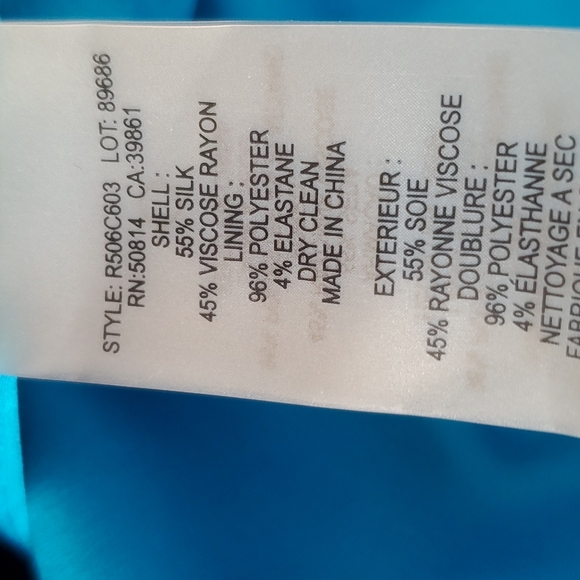 STYLE: R506C603 LOT: 89686
RN:50814 CA:39861
SHELL :
55% SILK
45% VISCOSE RAYON
LINING :
96% POLYESTER
4% ELASTANE
DRY CLEAN
MADE IN CHINA
EXTERIEUR :
55% SOIE
45% RAYONNE VISCOSE
DOUBLURE :
96% POLYESTER
4% ÉLASTHANNE
NETTOYAGE A SEC